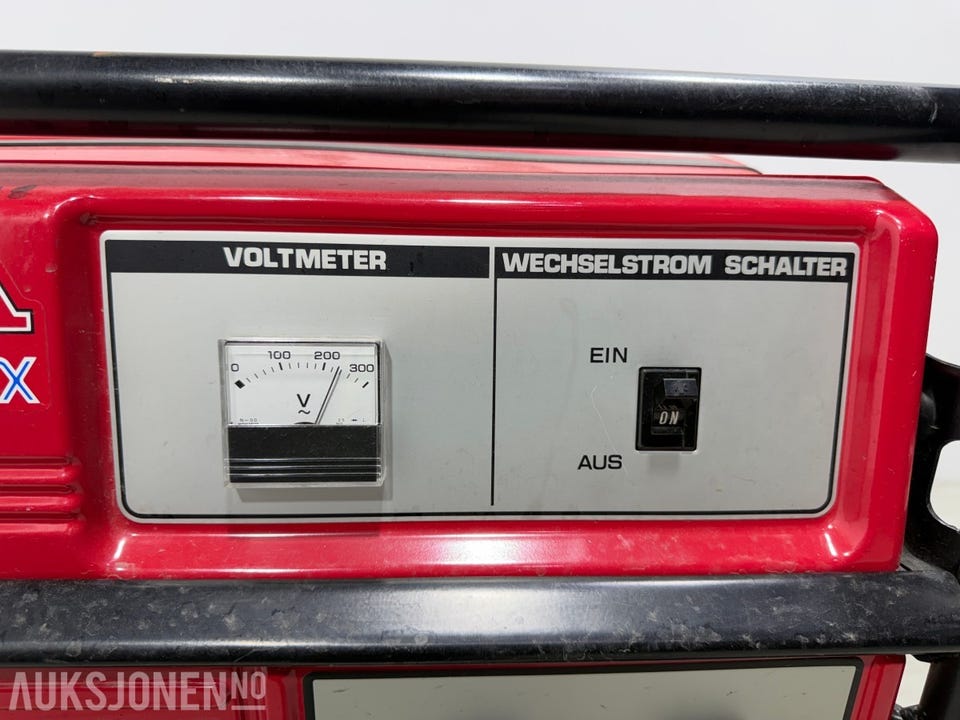 VOLTMETER
WECHSELSTROM SCHALTER
0 100 200 300
V
~
EIN
ON
AUS
X
AUKSJONEN.NO